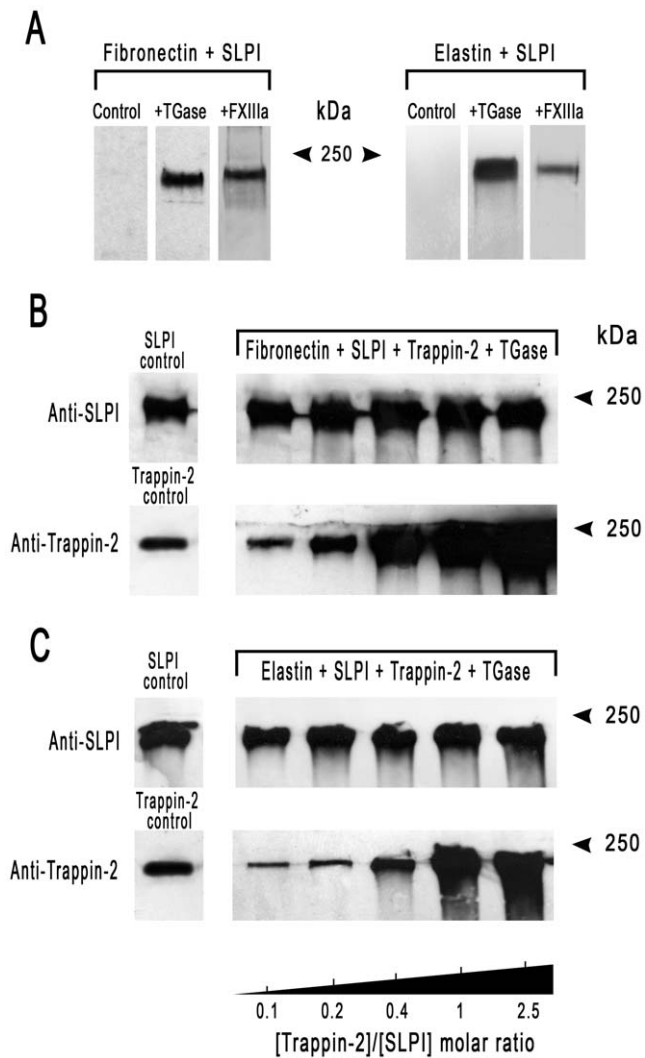 A
Fibronectin + SLPI
Elastin + SLPI
Control +TGase +FXIIIa kDa Control +TGase +FXIIIa
250
B
SLPI control
Fibronectin + SLPI + Trappin-2 + TGase
kDa
Anti-SLPI
250
Trappin-2 control
Anti-Trappin-2
250
C
SLPI control
Elastin + SLPI + Trappin-2 + TGase
Anti-SLPI
250
Trappin-2 control
Anti-Trappin-2
250
0.1 0.2 0.4 1 2.5
[Trappin-2]/[SLPI] molar ratio